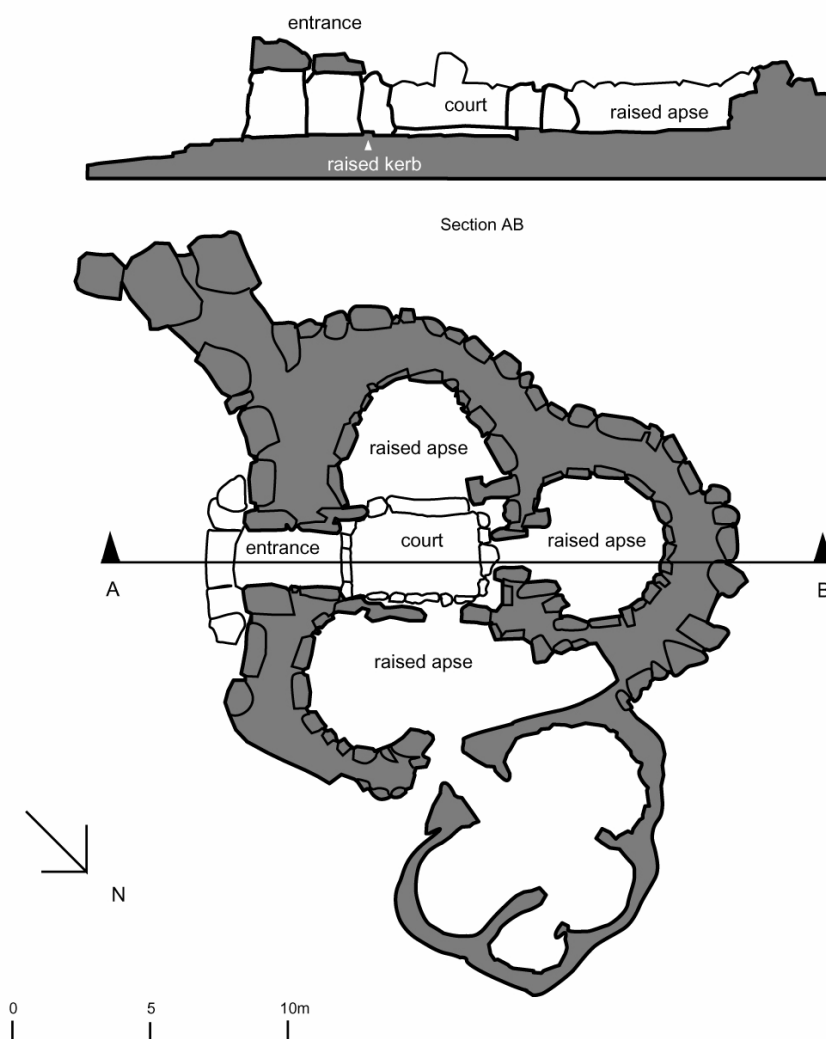 entrance
court
raised apse
raised kerb
Section AB
raised apse
entrance
court
raised apse
A
B
raised apse
N
0 5 10m